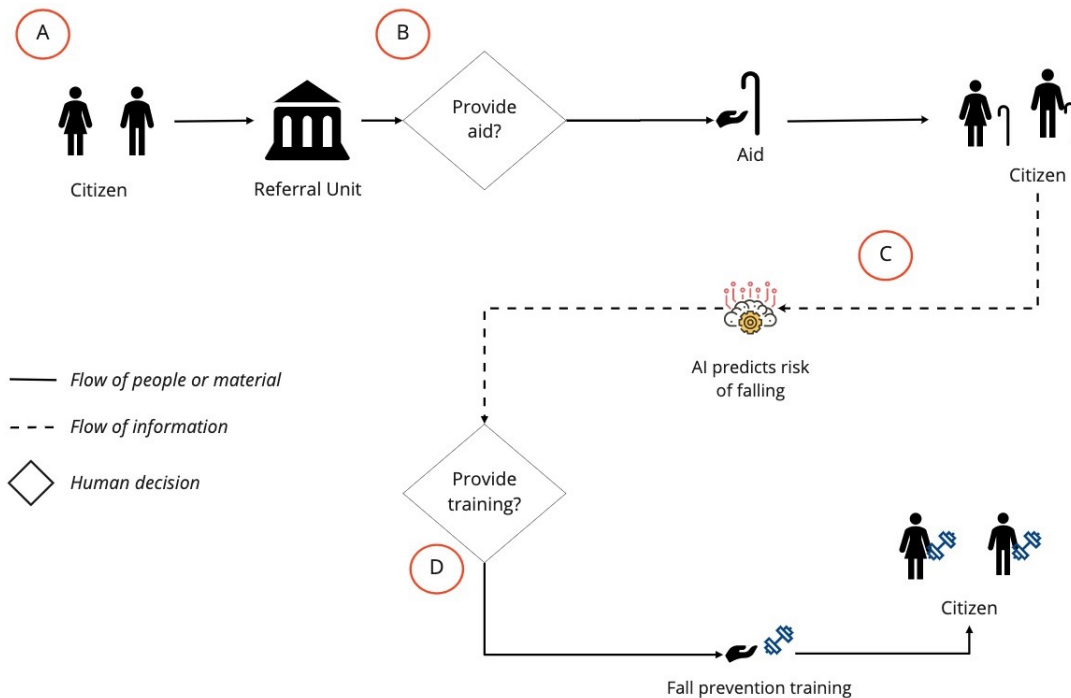 A
B
Provide
aid?
Citizen
Referral Unit
Aid
Citizen
C
AI predicts risk
of falling
Flow of people or material
Flow of information
Human decision
Provide
training?
D
Citizen
Fall prevention training